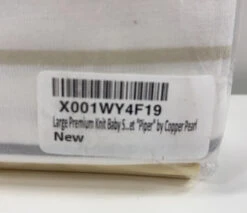 X001WY4F19
Large Premium Knit Baby S...et "Piper" by Copper Pearl
New